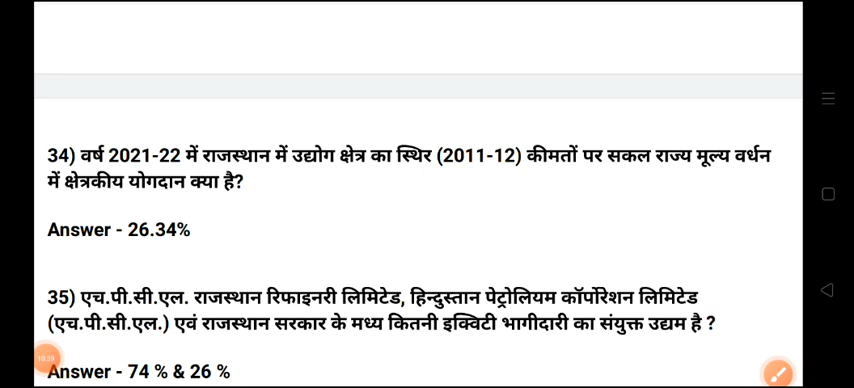 34) वर्ष 2021-22 में राजस्थान में उद्योग क्षेत्र का स्थिर (2011-12) कीमतों पर सकल राज्य मूल्य वर्धन
में क्षेत्रकीय योगदान क्या है?
Answer - 26.34%
35) एच.पी.सी.एल. राजस्थान रिफाइनरी लिमिटेड, हिन्दुस्तान पेट्रोलियम कॉर्पोरेशन लिमिटेड
(एच.पी.सी.एल.) एवं राजस्थान सरकार के मध्य कितनी इक्विटी भागीदारी का संयुक्त उद्यम है ?
10:39
Answer - 74 % & 26 %